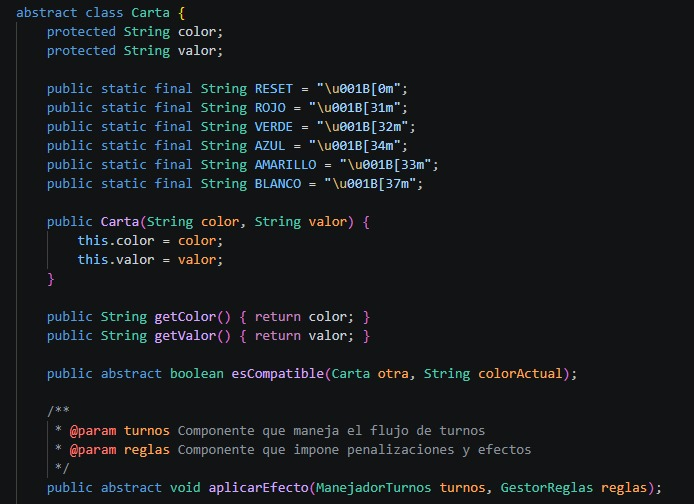 abstract class Carta {
    protected String color;
    protected String valor;

    public static final String RESET = "\u001B[0m";
    public static final String ROJO = "\u001B[31m";
    public static final String VERDE = "\u001B[32m";
    public static final String AZUL = "\u001B[34m";
    public static final String AMARILLO = "\u001B[33m";
    public static final String BLANCO = "\u001B[37m";

    public Carta(String color, String valor) {
        this.color = color;
        this.valor = valor;
    }

    public String getColor() { return color; }
    public String getValor() { return valor; }

    public abstract boolean esCompatible(Carta otra, String colorActual);

    /**
     * @param turnos Componente que maneja el flujo de turnos
     * @param reglas Componente que impone penalizaciones y efectos
     */
    public abstract void aplicarEfecto(ManejadorTurnos turnos, GestorReglas reglas);